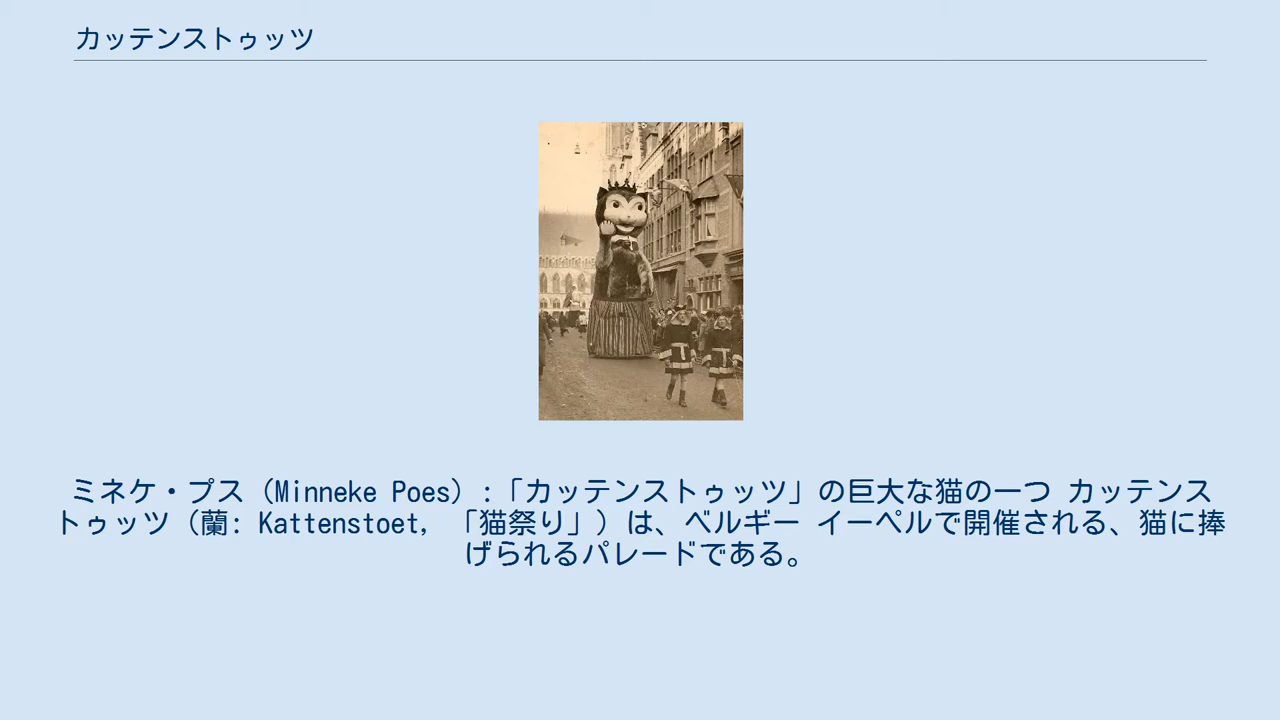 カッテンストゥッツ
ミネケ・プス（Minneke Poes）:「カッテンストゥッツ」の巨大な猫の一つ カッテンス
トゥッツ（蘭: Kattenstoet, 「猫祭り」）は、ベルギー イーペルで開催される、猫に捧
げられるパレードである。